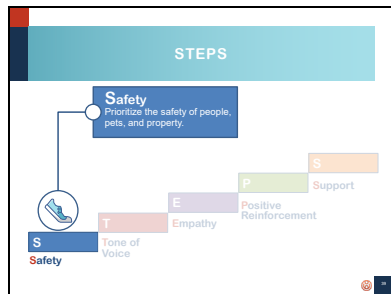 STEPS
Safety
Prioritize the safety of people,
pets, and property.
S
Support
P
Positive
Reinforcement
E
Empathy
T
Tone of
Voice
S
Safety